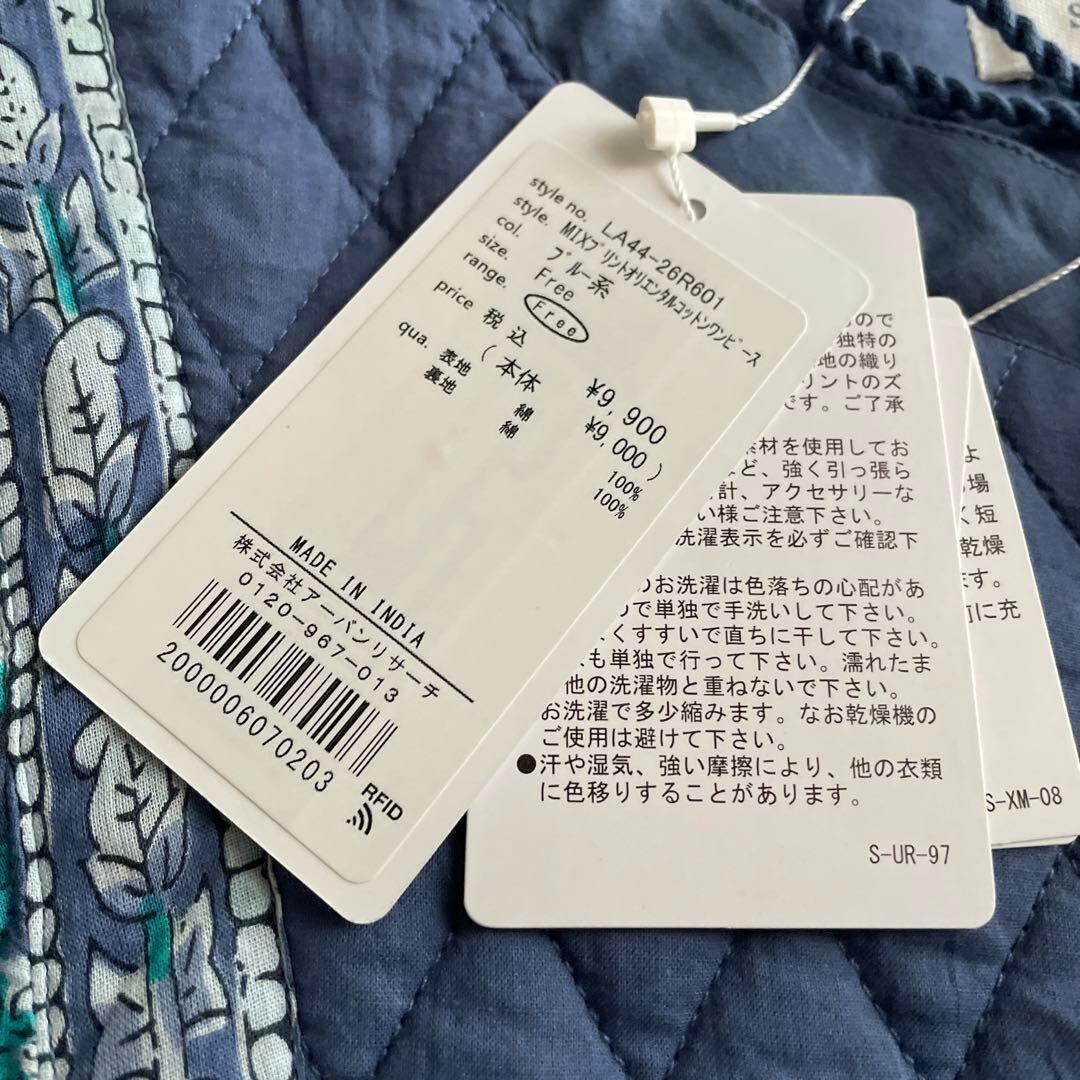 style no. LA44-26R601
style. MIXプリントオリエンタルコットンワンピース
col. ブルー系
size. Free
range. Free
price 税込 ¥9,900
(本体 ¥9,000)
qua. 表地 綿 100%
裏地 綿 100%
MADE IN INDIA
株式会社アーバンリサーチ
0120-967-013
2000006070203
RFID
ので
独特の
地の織り
リントのズ
です。ご了承
素材を使用してお
ど、強く引っ張ら
計、アクセサリーな
い様ご注意下さい。
洗濯表示を必ずご確認下
のお洗濯は色落ちの心配があ
ので単独で手洗いして下さい。
よくすすいで直ちに干して下さい。
も単独で行って下さい。濡れたま
他の洗濯物と重ねないで下さい。
お洗濯で多少縮みます。なお乾燥機の
ご使用は避けて下さい。
●汗や湿気、強い摩擦により、他の衣類
に色移りすることがあります。
S-UR-97
よ
場
く短
乾燥
ます。
前に充
S-XM-08